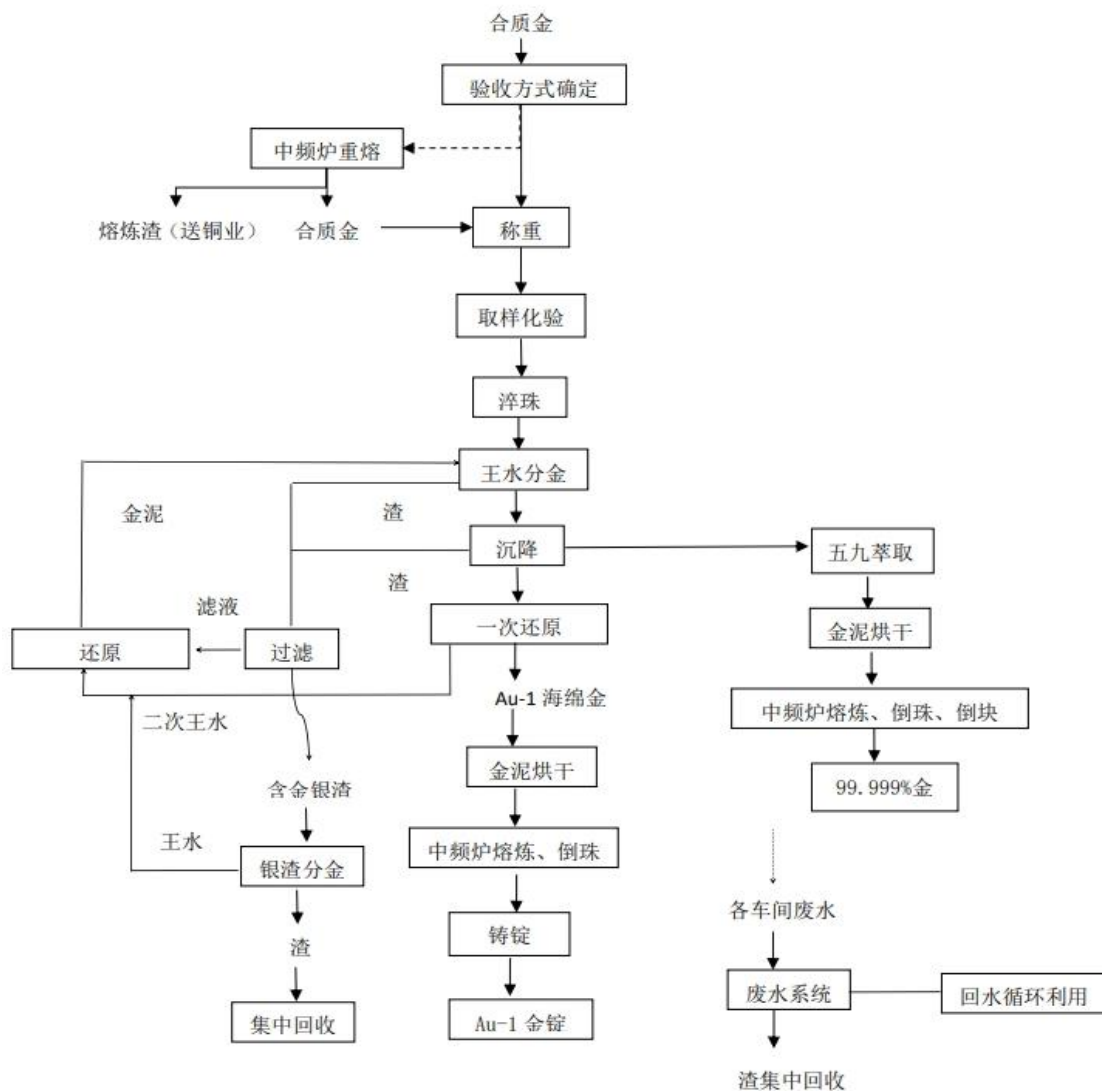 合质金
验收方式确定
中频炉重熔
熔炼渣（送铜业）
合质金
称重
取样化验
淬珠
王水分金
金泥
渣
沉降
五九萃取
渣
滤液
一次还原
金泥烘干
还原
过滤
Au-1 海绵金
二次王水
中频炉熔炼、倒珠、倒块
金泥烘干
99.999%金
含金银渣
王水
中频炉熔炼、倒珠
银渣分金
各车间废水
渣
铸锭
废水系统
回水循环利用
集中回收
Au-1 金锭
渣集中回收